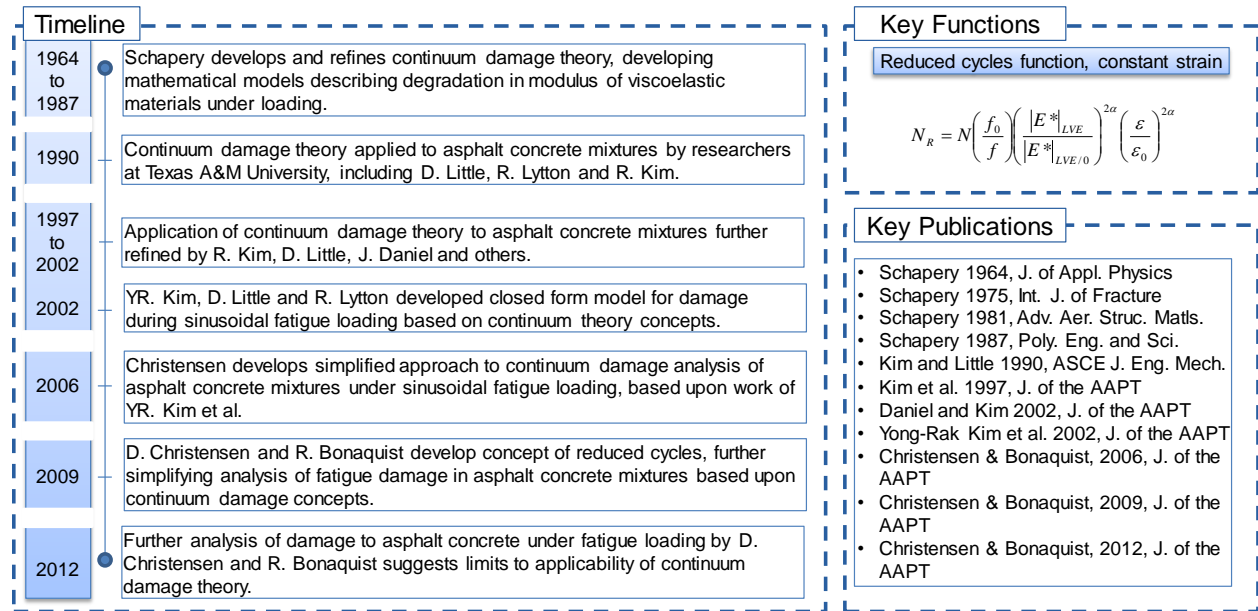 Timeline
1964
to
1987
Schapery develops and refines continuum damage theory, developing
mathematical models describing degradation in modulus of viscoelastic
materials under loading.
1990
Continuum damage theory applied to asphalt concrete mixtures by researchers
at Texas A&M University, including D. Little, R. Lytton and R. Kim.
1997
to
2002
Application of continuum damage theory to asphalt concrete mixtures further
refined by R. Kim, D. Little, J. Daniel and others.
2002
YR. Kim, D. Little and R. Lytton developed closed form model for damage
during sinusoidal fatigue loading based on continuum theory concepts.
2006
Christensen develops simplified approach to continuum damage analysis of
asphalt concrete mixtures under sinusoidal fatigue loading, based upon work of
YR. Kim et al.
2009
D. Christensen and R. Bonaquist develop concept of reduced cycles, further
simplifying analysis of fatigue damage in asphalt concrete mixtures based upon
continuum damage concepts.
2012
Further analysis of damage to asphalt concrete under fatigue loading by D.
Christensen and R. Bonaquist suggests limits to applicability of continuum
damage theory.
Key Functions
Reduced cycles function, constant strain
N_R = N(f_0/f)(|E*|_LVE/|E*|_LVE/0)^2α(ε/ε_0)^2α
Key Publications
• Schapery 1964, J. of Appl. Physics
• Schapery 1975, Int. J. of Fracture
• Schapery 1981, Adv. Aer. Struc. Matls.
• Schapery 1987, Poly. Eng. and Sci.
• Kim and Little 1990, ASCE J. Eng. Mech.
• Kim et al. 1997, J. of the AAPT
• Daniel and Kim 2002, J. of the AAPT
• Yong-Rak Kim et al. 2002, J. of the AAPT
• Christensen & Bonaquist, 2006, J. of the
AAPT
• Christensen & Bonaquist, 2009, J. of the
AAPT
• Christensen & Bonaquist, 2012, J. of the
AAPT